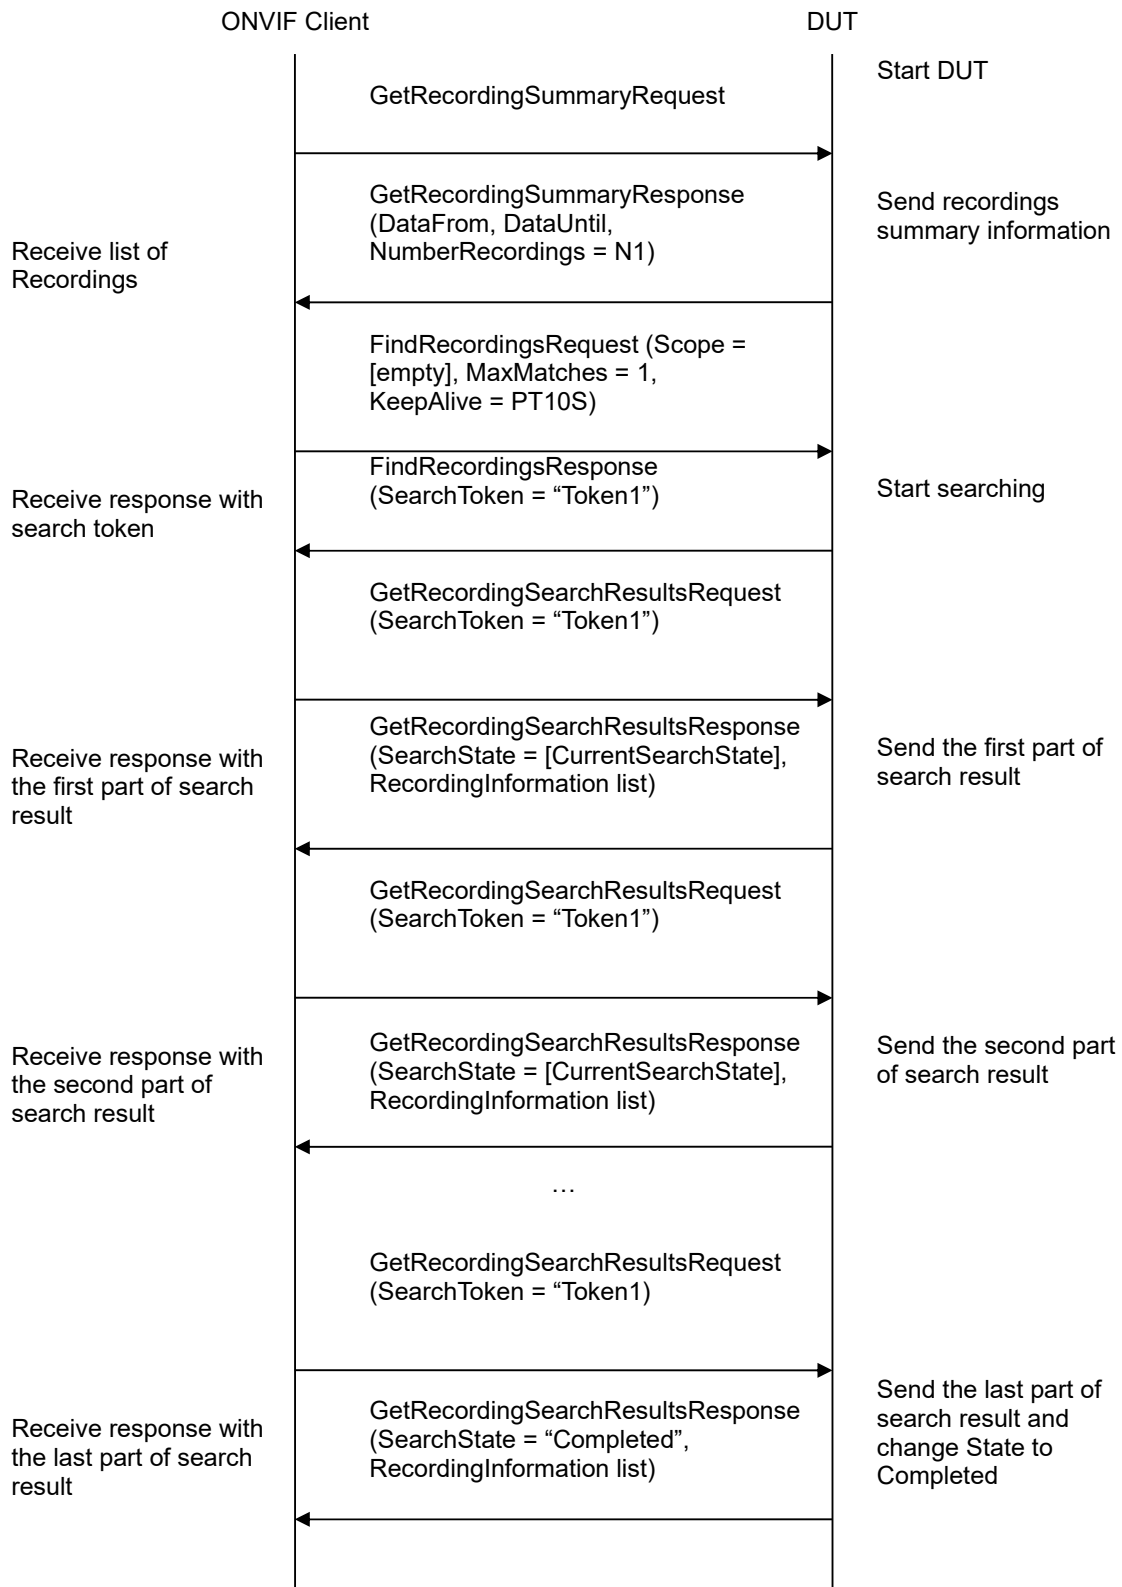 ONVIF Client
DUT
Start DUT
GetRecordingSummaryRequest
GetRecordingSummaryResponse
(DataFrom, DataUntil,
NumberRecordings = N1)
Send recordings
summary information
Receive list of
Recordings
FindRecordingsRequest (Scope =
[empty], MaxMatches = 1,
KeepAlive = PT10S)
FindRecordingsResponse
(SearchToken = “Token1”)
Start searching
Receive response with
search token
GetRecordingSearchResultsRequest
(SearchToken = “Token1”)
GetRecordingSearchResultsResponse
(SearchState = [CurrentSearchState],
RecordingInformation list)
Send the first part of
search result
Receive response with
the first part of search
result
GetRecordingSearchResultsRequest
(SearchToken = “Token1”)
GetRecordingSearchResultsResponse
(SearchState = [CurrentSearchState],
RecordingInformation list)
Send the second part
of search result
Receive response with
the second part of
search result
…
GetRecordingSearchResultsRequest
(SearchToken = “Token1)
GetRecordingSearchResultsResponse
(SearchState = “Completed”,
RecordingInformation list)
Send the last part of
search result and
change State to
Completed
Receive response with
the last part of search
result